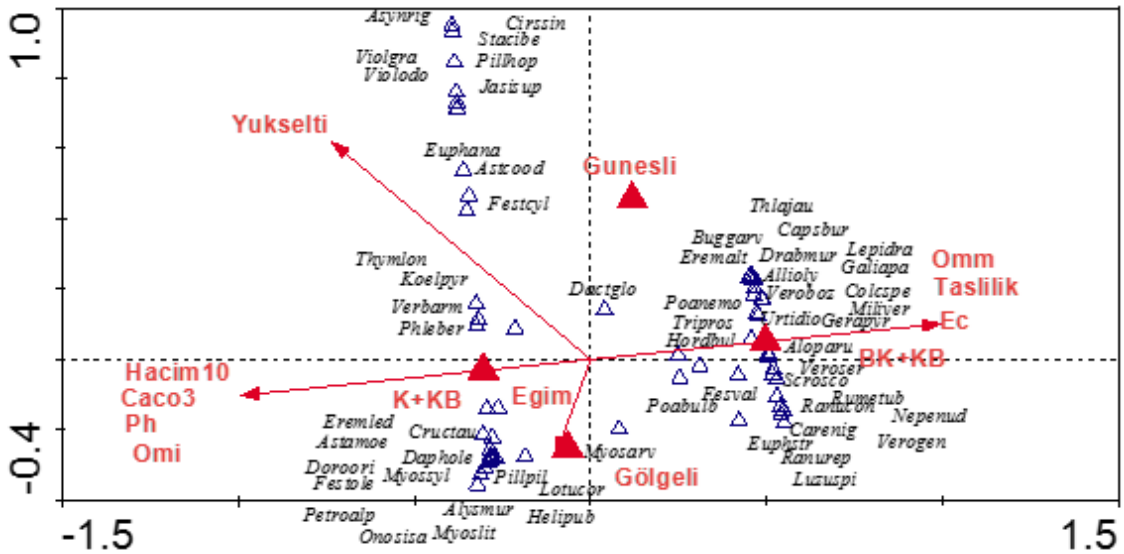 1.0
Asynrig
Cirssin
Stacibe
Violgra
Pillhop
Violodo
Jasisup
Yukselti
Euphana
Gunesli
Astcood
Festcyl
Thlajau
Capsbur
Buggarv
Drabmur
Lepidra
Eremalt
Galiapa
Omm
Thymlon
Allioly
Koelpyr
Dactglo
Taslilik
Poanemo
Veroboz
Colcspe
Verbarm
Miliver
Ec
Phleber
Tripros
Urtidio
Gerapyr
Hordbul
Aloparu
BK+KB
Hacim10
Veroser
Caco3
K+KB
Egim
Fesval
Scrosco
Rumetub
Ph
Poabulb
Ranucon
Nepenud
Eremled
Cructau
Carenig
Omi
Astamoe
Myosarv
Euphstr
Verogen
Doroori
Daphole
Ranurep
Festole
Myossyl
Pillpil
Gölgeli
Luzuspi
Lotucor
-0.4
Petroalp
Alysmur
Helipub
Onosisa
Myoslit
-1.5
1.5